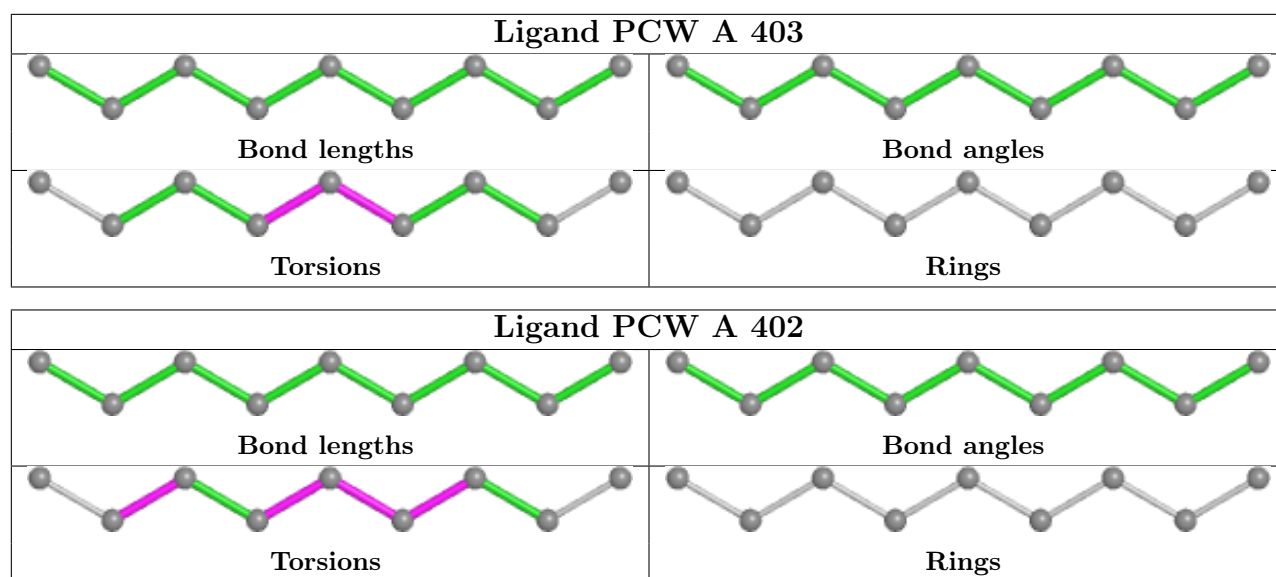 Ligand PCW A 403
Bond lengths Bond angles
Torsions Rings
Ligand PCW A 402
Bond lengths Bond angles
Torsions Rings